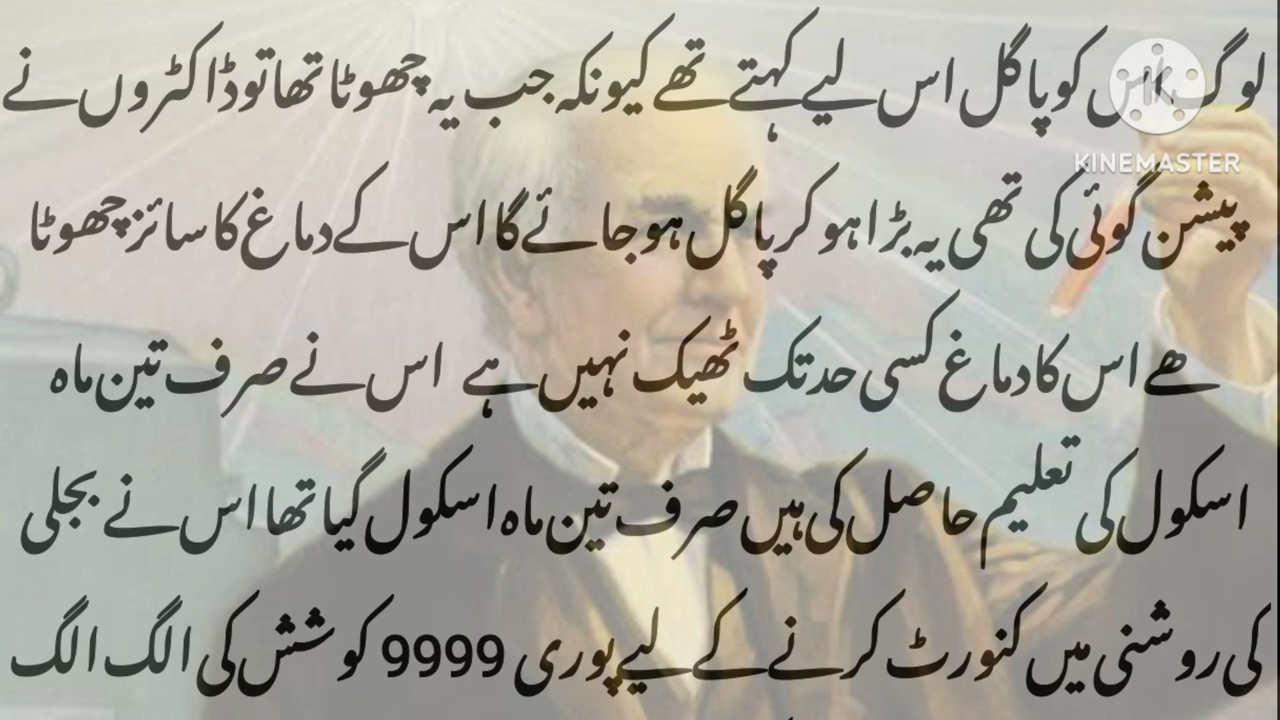 لوگ اس کو پاگل اس لیے کہتے تھے کیونکہ جب یہ چھوٹا تھا تو ڈاکٹروں نے
KINEMASTER
پیشن گوئی کی تھی یہ بڑا ہو کر پاگل ہو جائے گا اس کے دماغ کا سائز چھوٹا
ھے اس کا دماغ کسی حد تک ٹھیک نہیں ہے اس نے صرف تین ماہ
اسکول کی تعلیم حاصل کی ہیں صرف تین ماہ اسکول گیا تھا اس نے بجلی
کی روشنی میں کنورٹ کرنے کے لیے پوری 9999 کوشش کی الگ الگ